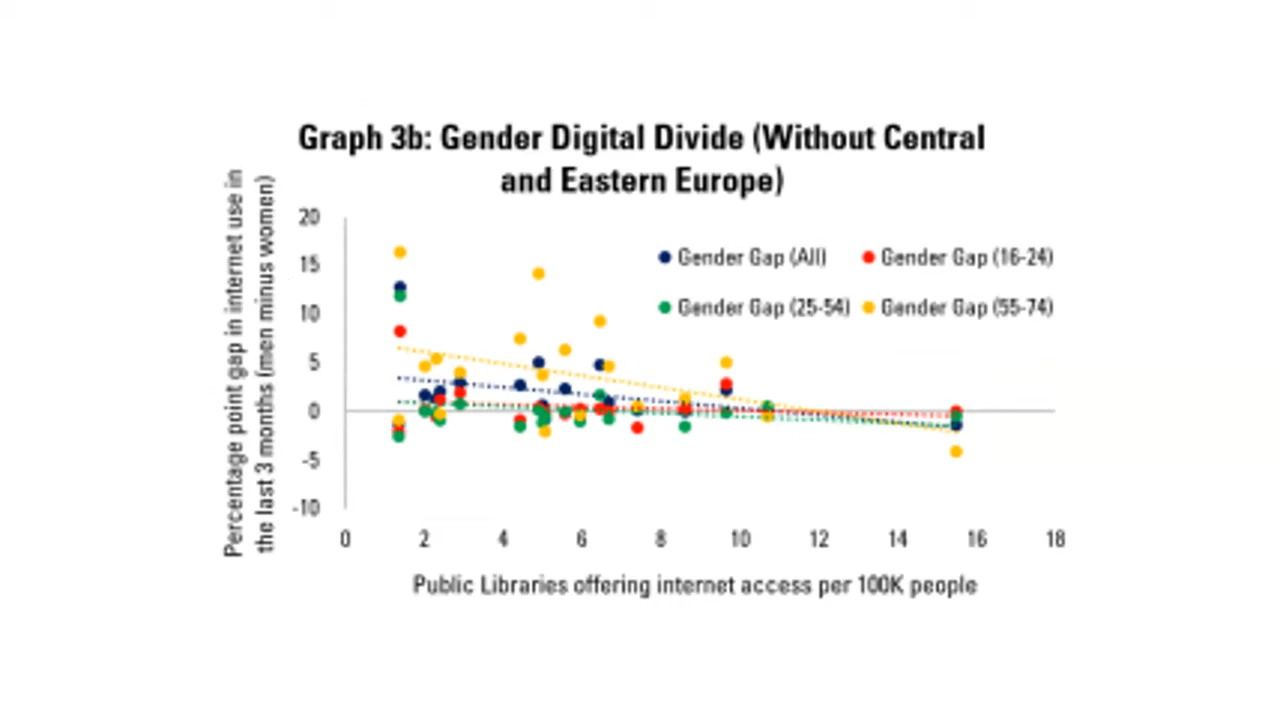 Graph 3b: Gender Digital Divide (Without Central
and Eastern Europe)
Percentage point gap in internet use in
the last 3 months (men minus women)
20
15
10
5
0
-5
-10
Gender Gap (All)
Gender Gap (16-24)
Gender Gap (25-54)
Gender Gap (55-74)
0 2 4 6 8 10 12 14 16 18
Public Libraries offering internet access per 100K people